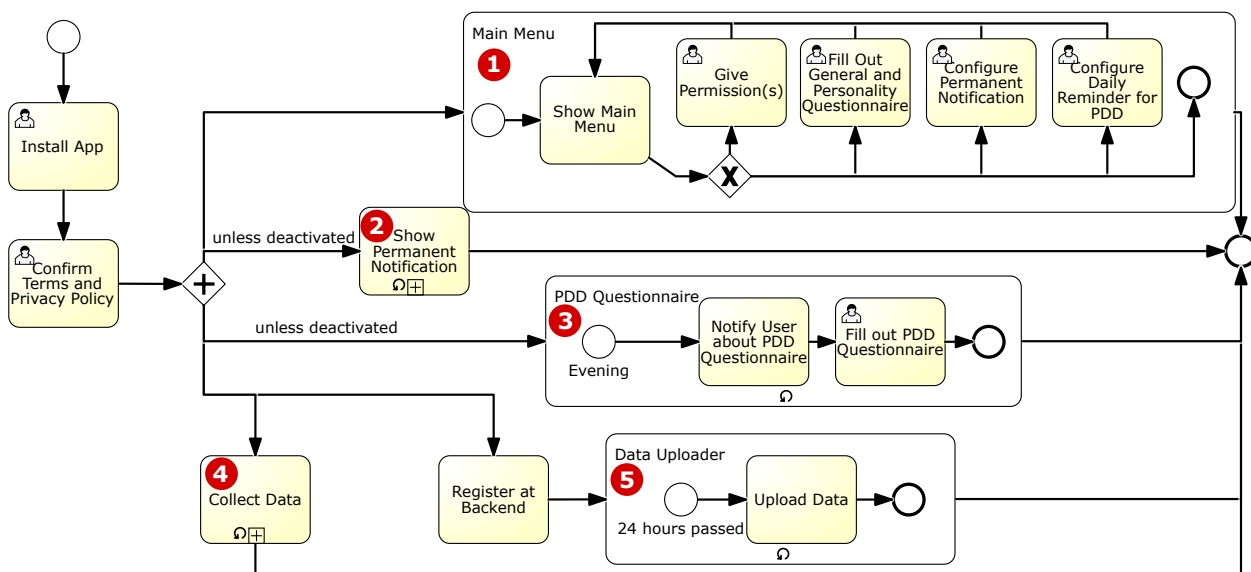 Install App
Confirm
Terms and
Privacy Policy
Main Menu
1
Show Main
Menu
Give
Permission(s)
Fill Out
General and
Personality
Questionnaire
Configure
Permanent
Notification
Configure
Daily
Reminder for
PDD
X
unless deactivated
2
Show
Permanent
Notification
unless deactivated
PDD Questionnaire
3
Evening
Notify User
about PDD
Questionnaire
Fill out PDD
Questionnaire
4
Collect Data
Register at
Backend
Data Uploader
5
24 hours passed
Upload Data